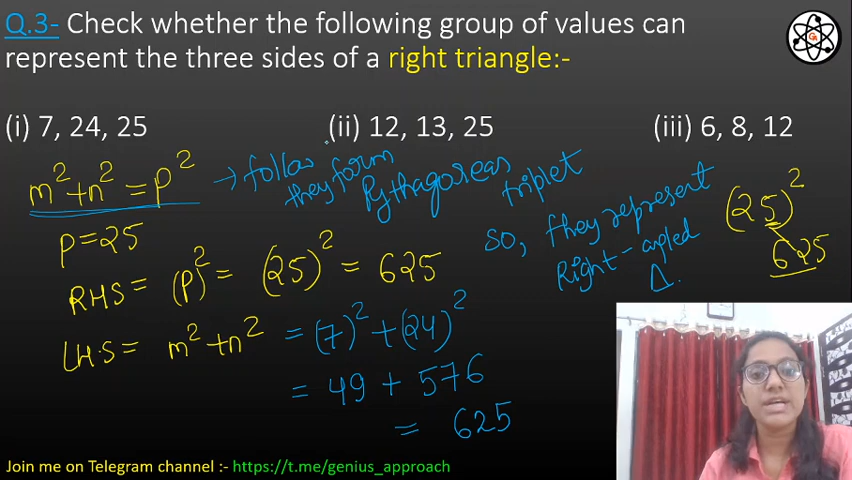 Q.3- Check whether the following group of values can
represent the three sides of a right triangle:-
(i) 7, 24, 25
(ii) 12, 13, 25
(iii) 6, 8, 12
m² + n² = p²
→ follow
they form
Pythagorean
triplet
so, they represent
Right-angled
Δ.
(25)²
625
p = 25
RHS = (p)² = (25)² = 625
LHS = m² + n² = (7)² + (24)²
= 49 + 576
= 625
Join me on Telegram channel :- https://t.me/genius_approach